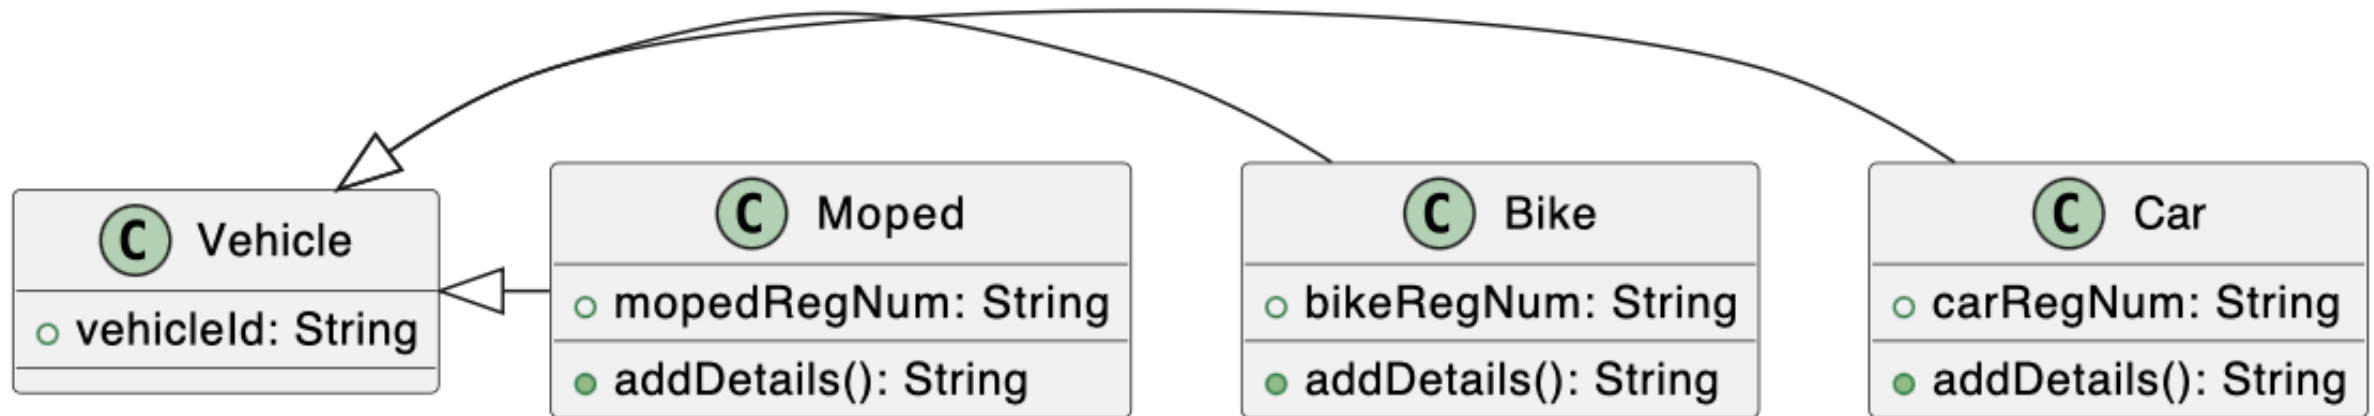 C Vehicle
vehicleId: String
C Moped
mopedRegNum: String
addDetails(): String
C Bike
bikeRegNum: String
addDetails(): String
C Car
carRegNum: String
addDetails(): String